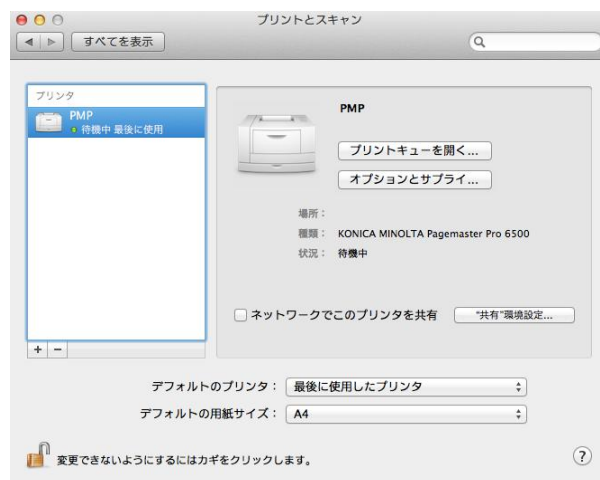 プリントとスキャン
すべてを表示
プリンタ
PMP
待機中 最後に使用
PMP
プリントキューを開く...
オプションとサプライ...
場所：
種類： KONICA MINOLTA Pagemaster Pro 6500
状況： 待機中
ネットワークでこのプリンタを共有 "共有"環境設定...
+ −
デフォルトのプリンタ： 最後に使用したプリンタ
デフォルトの用紙サイズ： A4
変更できないようにするにはカギをクリックします。 ?